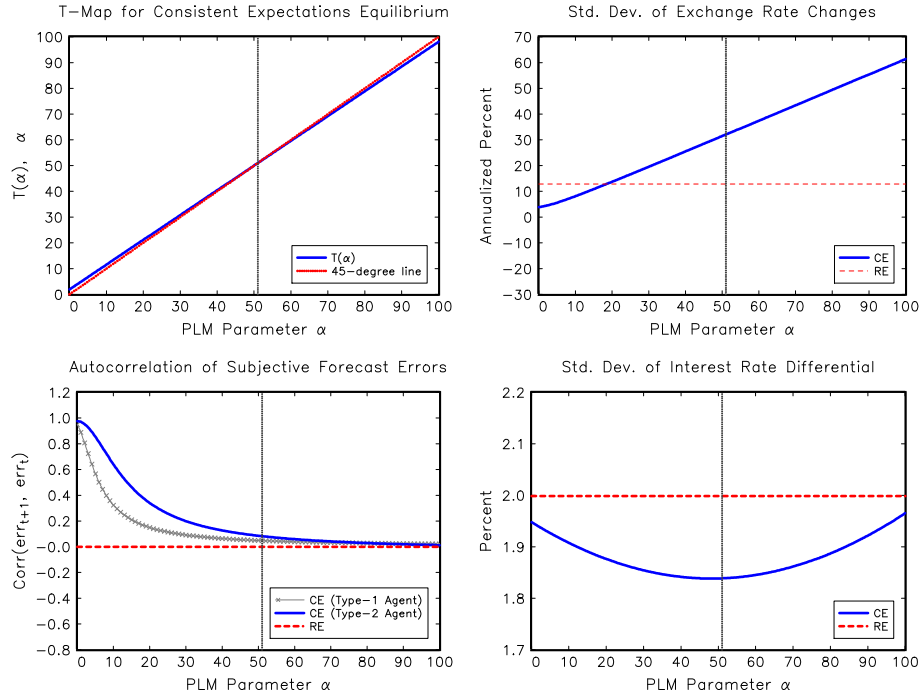 T-Map for Consistent Expectations Equilibrium
100
90
80
70
60
50
40
30
20
10
0
T(α), α
T(α)
45-degree line
0 10 20 30 40 50 60 70 80 90 100
PLM Parameter α
Std. Dev. of Exchange Rate Changes
70
60
50
40
30
20
10
0
-10
-20
-30
Annualized Percent
CE
RE
0 10 20 30 40 50 60 70 80 90 100
PLM Parameter α
Autocorrelation of Subjective Forecast Errors
1.2
1.0
0.8
0.6
0.4
0.2
-0.0
-0.2
-0.4
-0.6
-0.8
Corr(err_{t+1}, err_t)
CE (Type-1 Agent)
CE (Type-2 Agent)
RE
0 10 20 30 40 50 60 70 80 90 100
PLM Parameter α
Std. Dev. of Interest Rate Differential
2.2
2.1
2.0
1.9
1.8
1.7
Percent
CE
RE
0 10 20 30 40 50 60 70 80 90 100
PLM Parameter α